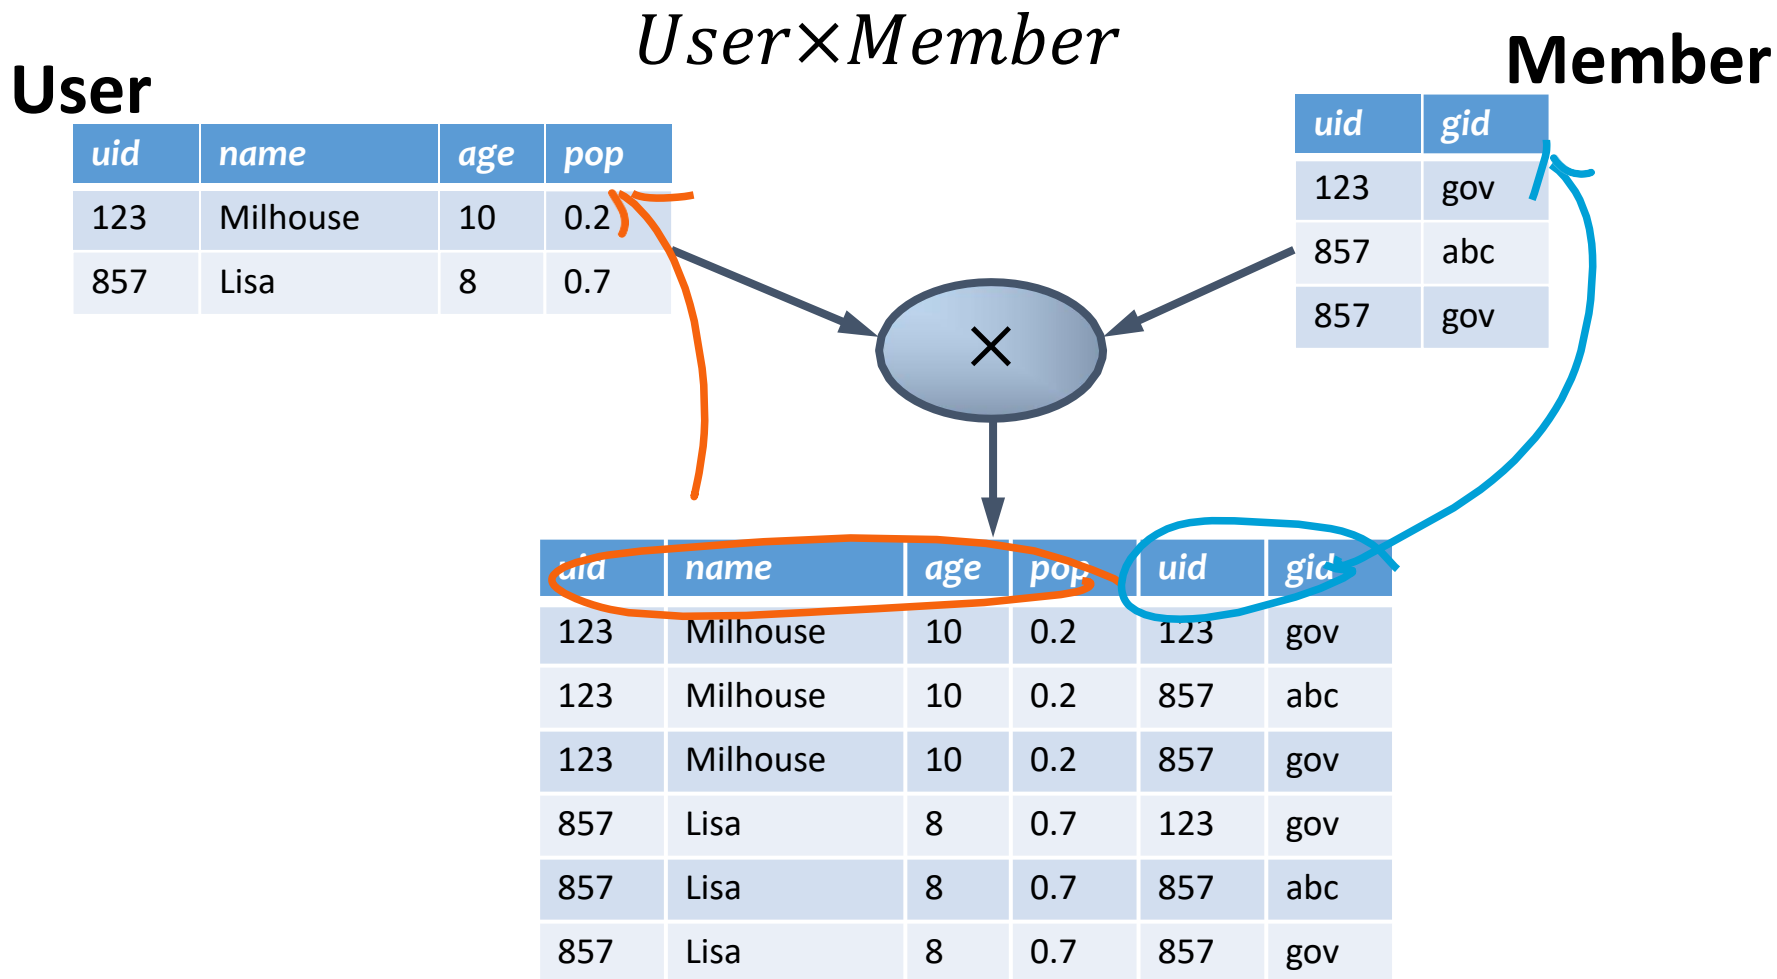 User×Member
User
Member
uid name age pop
123 Milhouse 10 0.2
857 Lisa 8 0.7
uid gid
123 gov
857 abc
857 gov
×
uid name age pop uid gid
123 Milhouse 10 0.2 123 gov
123 Milhouse 10 0.2 857 abc
123 Milhouse 10 0.2 857 gov
857 Lisa 8 0.7 123 gov
857 Lisa 8 0.7 857 abc
857 Lisa 8 0.7 857 gov